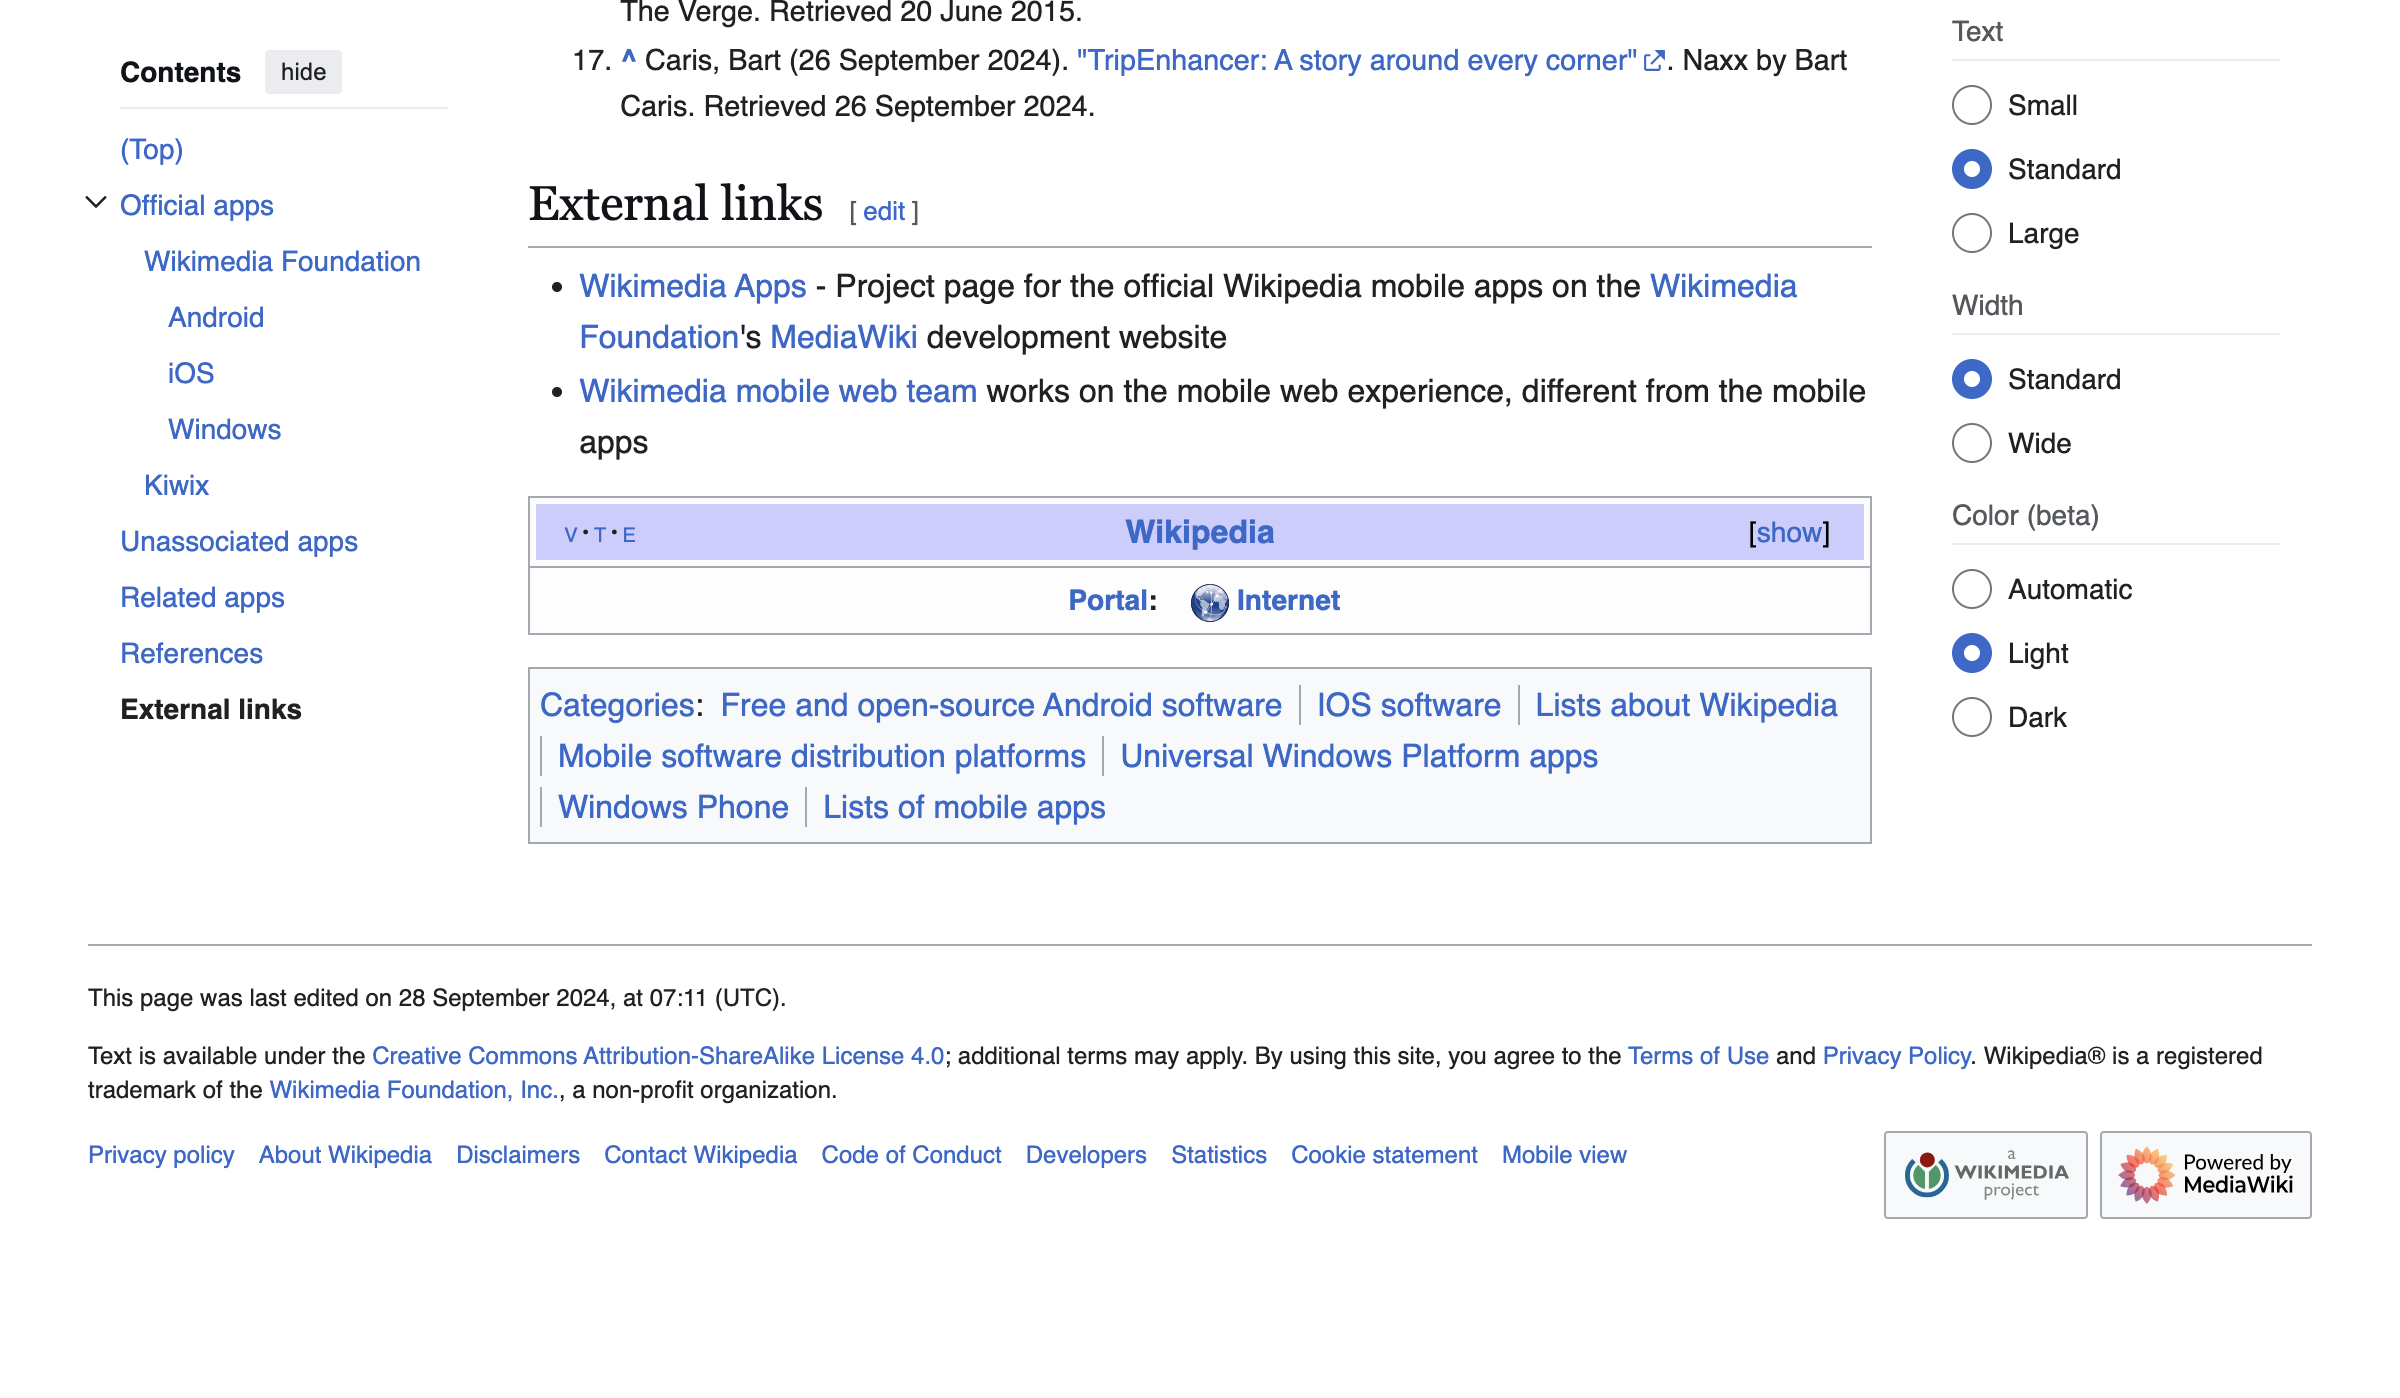 The Verge. Retrieved 20 June 2015.
17. ^ Caris, Bart (26 September 2024). "TripEnhancer: A story around every corner". Naxx by Bart
Caris. Retrieved 26 September 2024.
Contents hide
(Top)
Official apps
Wikimedia Foundation
Android
iOS
Windows
Kiwix
Unassociated apps
Related apps
References
External links
External links [ edit ]
• Wikimedia Apps - Project page for the official Wikipedia mobile apps on the Wikimedia
Foundation's MediaWiki development website
• Wikimedia mobile web team works on the mobile web experience, different from the mobile
apps
V · T · E Wikipedia [show]
Portal: Internet
Categories: Free and open-source Android software | IOS software | Lists about Wikipedia
| Mobile software distribution platforms | Universal Windows Platform apps
| Windows Phone | Lists of mobile apps
Text
Small
Standard
Large
Width
Standard
Wide
Color (beta)
Automatic
Light
Dark
This page was last edited on 28 September 2024, at 07:11 (UTC).
Text is available under the Creative Commons Attribution-ShareAlike License 4.0; additional terms may apply. By using this site, you agree to the Terms of Use and Privacy Policy. Wikipedia® is a registered
trademark of the Wikimedia Foundation, Inc., a non-profit organization.
Privacy policy About Wikipedia Disclaimers Contact Wikipedia Code of Conduct Developers Statistics Cookie statement Mobile view
a
WIKIMEDIA
project
Powered by
MediaWiki